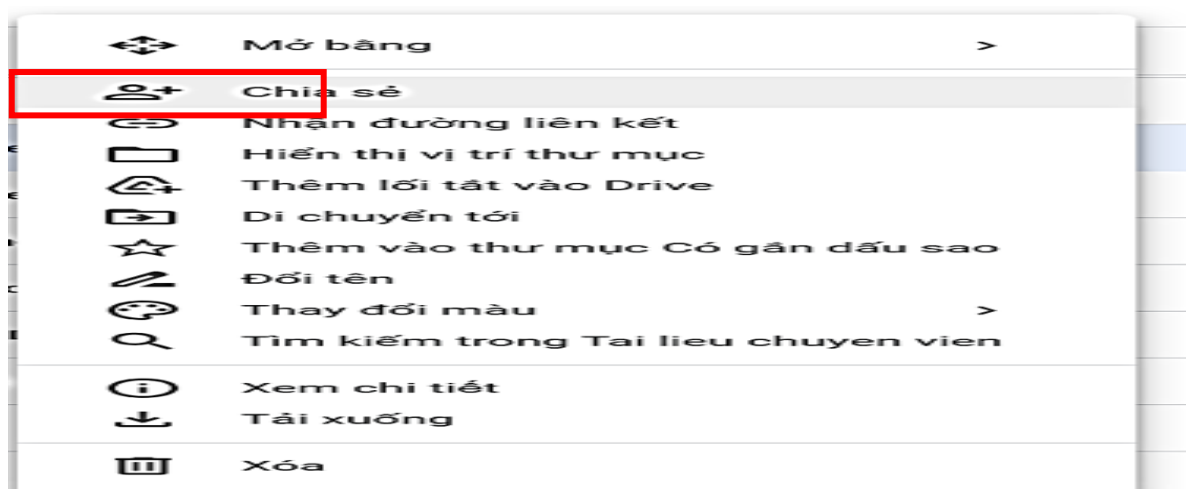 Mở bằng >
Chia sẻ
Nhận đường liên kết
Hiển thị vị trí thư mục
Thêm lối tắt vào Drive
Di chuyển tới
Thêm vào thư mục Có gắn dấu sao
Đổi tên
Thay đổi màu >
Tìm kiếm trong Tai lieu chuyen vien
Xem chi tiết
Tải xuống
Xóa